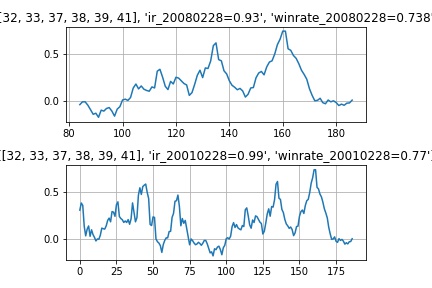 [32, 33, 37, 38, 39, 41], 'ir_20080228=0.93', 'winrate_20080228=0.738'
0.5
0.0
80 100 120 140 160 180
[[32, 33, 37, 38, 39, 41], 'ir_20010228=0.99', 'winrate_20010228=0.77']
0.5
0.0
0 25 50 75 100 125 150 175